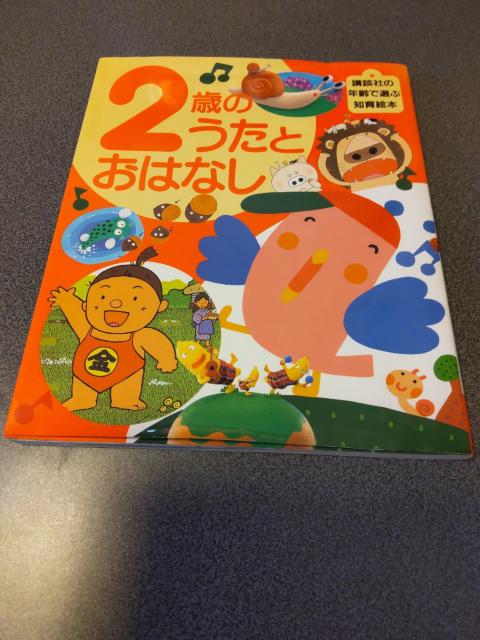 2歳の
うたと
おはなし
講談社の
年齢で選ぶ
知育絵本
金